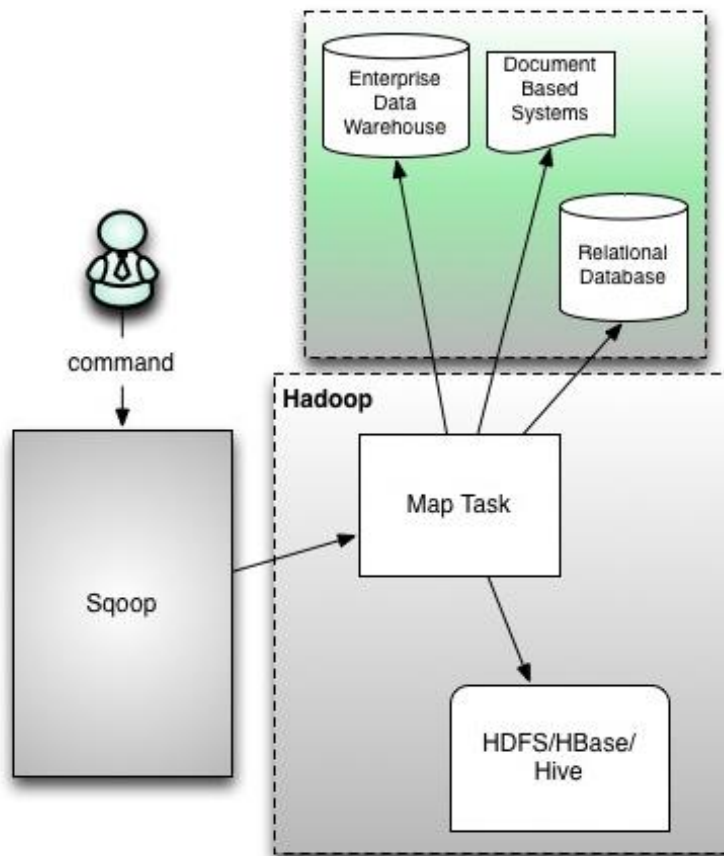 Enterprise
Data
Warehouse
Document
Based
Systems
Relational
Database
command
Hadoop
Map Task
Sqoop
HDFS/HBase/
Hive